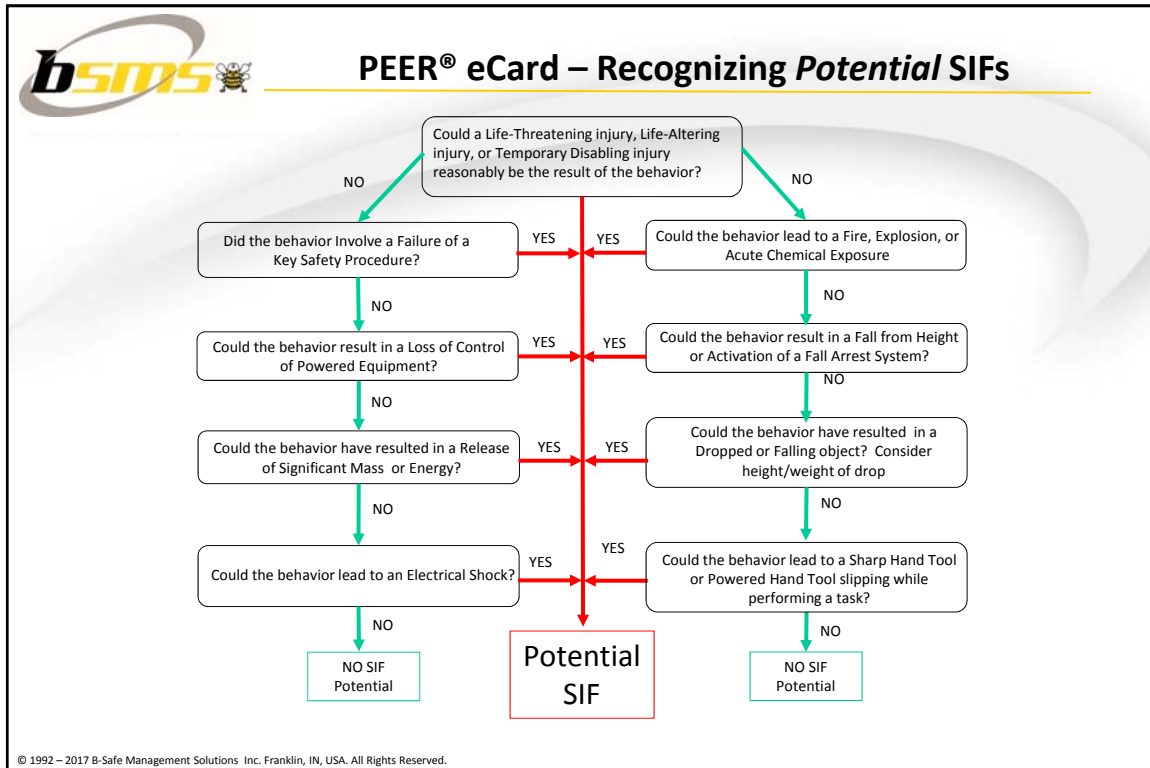 bsms
PEER® eCard – Recognizing Potential SIFs
Could a Life-Threatening injury, Life-Altering
injury, or Temporary Disabling injury
reasonably be the result of the behavior?
NO
NO
Did the behavior Involve a Failure of a
Key Safety Procedure?
YES
YES
Could the behavior lead to a Fire, Explosion, or
Acute Chemical Exposure
NO
NO
Could the behavior result in a Loss of Control
of Powered Equipment?
YES
YES
Could the behavior result in a Fall from Height
or Activation of a Fall Arrest System?
NO
NO
Could the behavior have resulted in a Release
of Significant Mass or Energy?
YES
YES
Could the behavior have resulted in a
Dropped or Falling object? Consider
height/weight of drop
NO
NO
Could the behavior lead to an Electrical Shock?
YES
YES
Could the behavior lead to a Sharp Hand Tool
or Powered Hand Tool slipping while
performing a task?
NO
NO
NO SIF
Potential
Potential
SIF
NO SIF
Potential
© 1992 – 2017 B-Safe Management Solutions Inc. Franklin, IN, USA. All Rights Reserved.